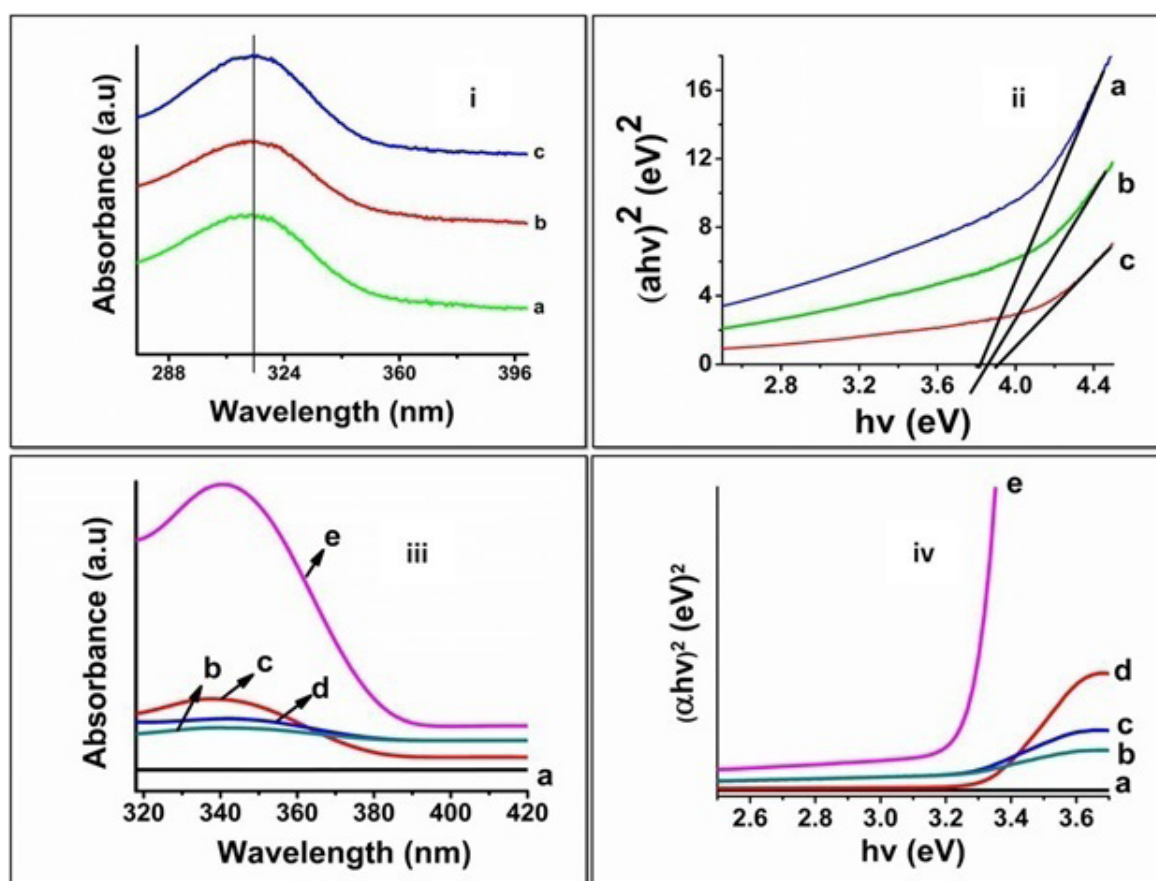 i
Absorbance (a.u)
c
b
a
288 324 360 396
Wavelength (nm)
ii
(ahv)² (eV)²
16
12
8
4
0
a
b
c
2.8 3.2 3.6 4.0 4.4
hv (eV)
iii
Absorbance (a.u)
e
b c d
a
320 340 360 380 400 420
Wavelength (nm)
iv
(αhv)² (eV)²
e
d
c
b
a
2.6 2.8 3.0 3.2 3.4 3.6
hv (eV)